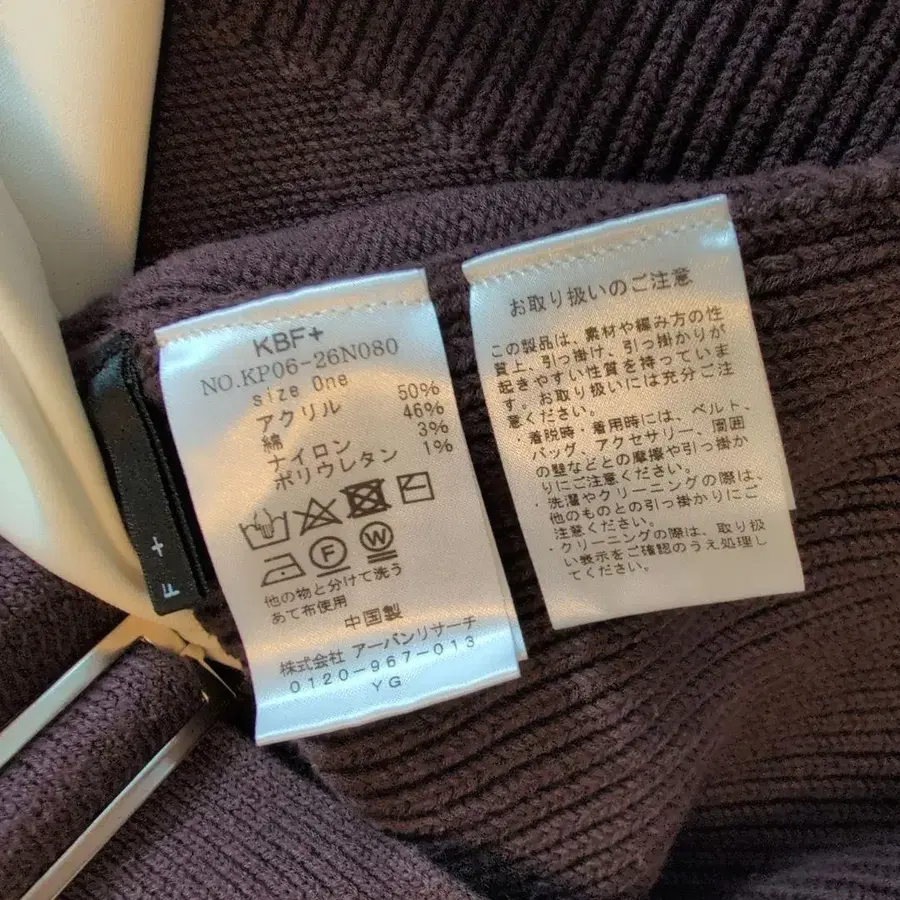 KBF+
NO.KP06-26N080
size One
アクリル 50%
綿 46%
ナイロン 3%
ポリウレタン 1%
F
F W
他の物と分けて洗う
あて布使用
中国製
株式会社 アーバンリサーチ
0120-967-013
YG
お取り扱いのご注意
この製品は、素材や編み方の性
質上、引っ掛け、引っ掛かりが
起きやすい性質を持っていま
す。お取り扱いには充分ご注
意ください。
・着脱時・着用時には、ベルト、
バッグ、アクセサリー、周囲
の壁などとの摩擦や引っ掛か
りにご注意ください。
・洗濯やクリーニングの際は、
他のものとの引っ掛かりにご
注意ください。
・クリーニングの際は、取り扱
い表示をご確認のうえ処理し
てください。
F +